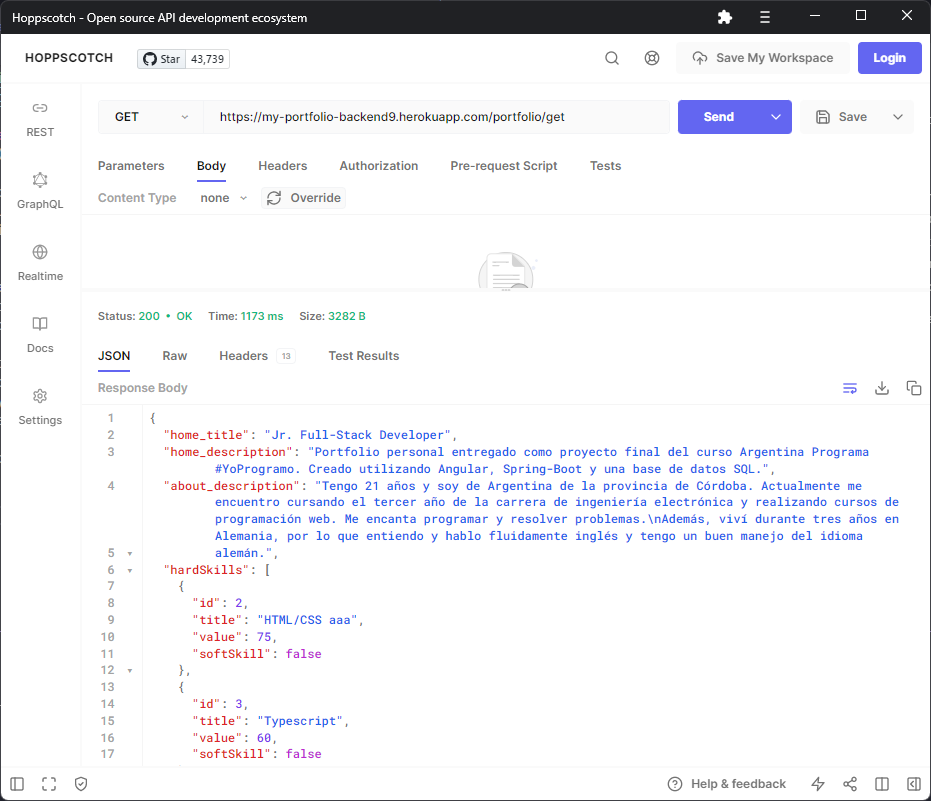 Hoppscotch - Open source API development ecosystem
HOPPSCOTCH
Star 43,739
Save My Workspace
Login
REST
GraphQL
Realtime
Docs
Settings
GET https://my-portfolio-backend9.herokuapp.com/portfolio/get
Send
Save
Parameters Body Headers Authorization Pre-request Script Tests
Content Type none Override
Status: 200 • OK Time: 1173 ms Size: 3282 B
JSON Raw Headers 13 Test Results
Response Body
1 {
2 "home_title": "Jr. Full-Stack Developer",
3 "home_description": "Portfolio personal entregado como proyecto final del curso Argentina Programa
#YoProgramo. Creado utilizando Angular, Spring-Boot y una base de datos SQL.",
4 "about_description": "Tengo 21 años y soy de Argentina de la provincia de Córdoba. Actualmente me
encuentro cursando el tercer año de la carrera de ingeniería electrónica y realizando cursos de
programación web. Me encanta programar y resolver problemas.\nAdemás, viví durante tres años en
Alemania, por lo que entiendo y hablo fluidamente inglés y tengo un buen manejo del idioma
5 alemán.",
6 "hardSkills": [
7 {
8 "id": 2,
9 "title": "HTML/CSS aaa",
10 "value": 75,
11 "softSkill": false
12 },
13 {
14 "id": 3,
15 "title": "Typescript",
16 "value": 60,
17 "softSkill": false
Help & feedback